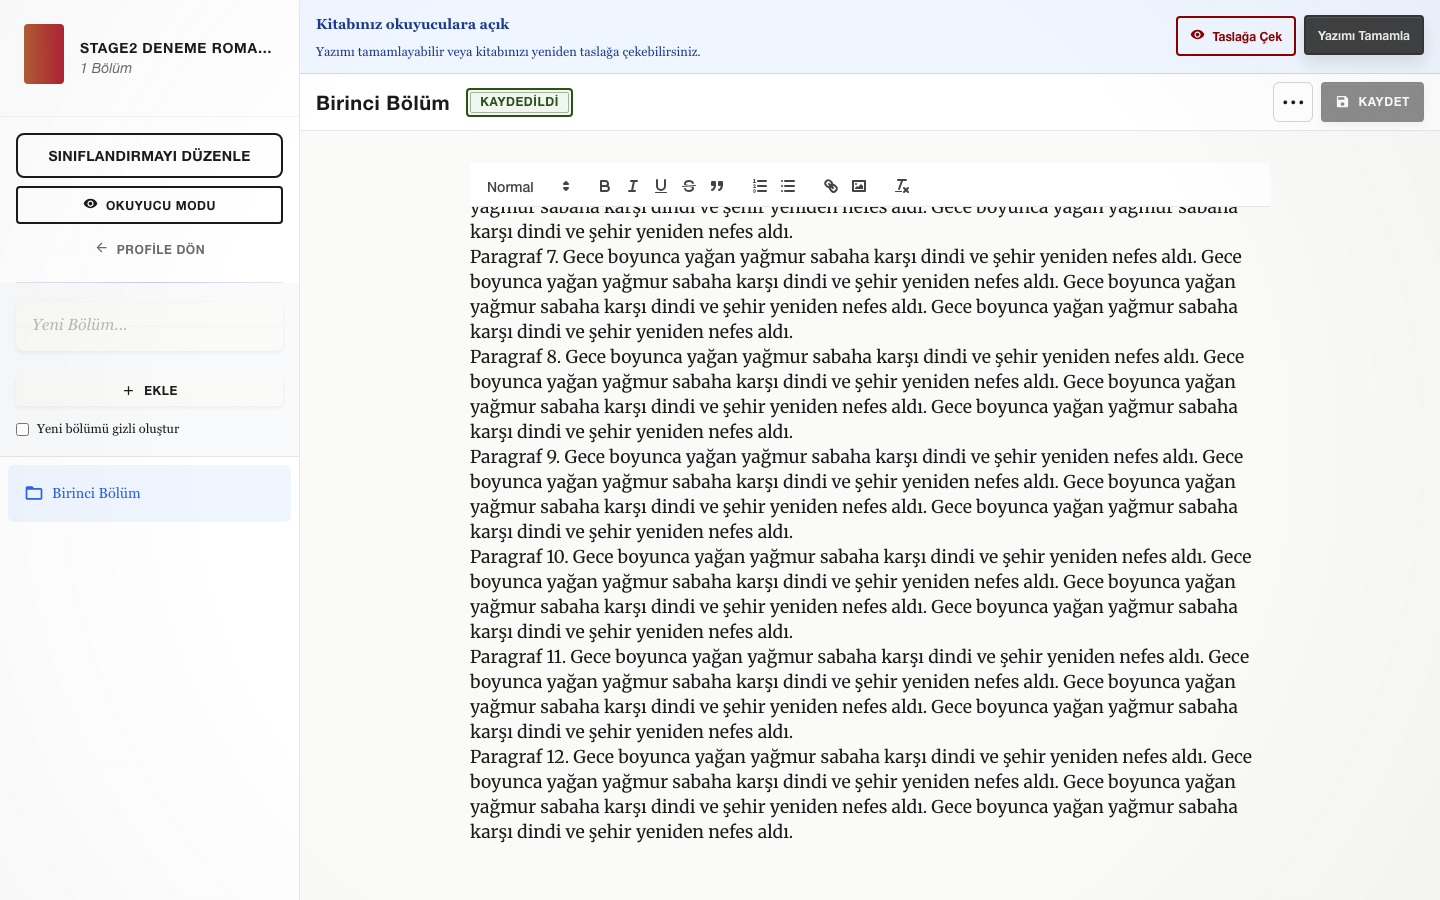 STAGE2 DENEME ROMA...
1 Bölüm
SINIFLANDIRMAYI DÜZENLE
OKUYUCU MODU
PROFİLE DÖN
Yeni Bölüm...
EKLE
Yeni bölümü gizli oluştur
Birinci Bölüm
Kitabınız okuyuculara açık
Yazımı tamamlayabilir veya kitabınızı yeniden taslağa çekebilirsiniz.
Taslağa Çek
Yazımı Tamamla
Birinci Bölüm
KAYDEDİLDİ
KAYDET
Normal
yağmur sabaha karşı dindi ve şehir yeniden nefes aldı. Gece boyunca yağan yağmur sabaha
karşı dindi ve şehir yeniden nefes aldı.
Paragraf 7. Gece boyunca yağan yağmur sabaha karşı dindi ve şehir yeniden nefes aldı. Gece
boyunca yağan yağmur sabaha karşı dindi ve şehir yeniden nefes aldı. Gece boyunca yağan
yağmur sabaha karşı dindi ve şehir yeniden nefes aldı. Gece boyunca yağan yağmur sabaha
karşı dindi ve şehir yeniden nefes aldı.
Paragraf 8. Gece boyunca yağan yağmur sabaha karşı dindi ve şehir yeniden nefes aldı. Gece
boyunca yağan yağmur sabaha karşı dindi ve şehir yeniden nefes aldı. Gece boyunca yağan
yağmur sabaha karşı dindi ve şehir yeniden nefes aldı. Gece boyunca yağan yağmur sabaha
karşı dindi ve şehir yeniden nefes aldı.
Paragraf 9. Gece boyunca yağan yağmur sabaha karşı dindi ve şehir yeniden nefes aldı. Gece
boyunca yağan yağmur sabaha karşı dindi ve şehir yeniden nefes aldı. Gece boyunca yağan
yağmur sabaha karşı dindi ve şehir yeniden nefes aldı. Gece boyunca yağan yağmur sabaha
karşı dindi ve şehir yeniden nefes aldı.
Paragraf 10. Gece boyunca yağan yağmur sabaha karşı dindi ve şehir yeniden nefes aldı. Gece
boyunca yağan yağmur sabaha karşı dindi ve şehir yeniden nefes aldı. Gece boyunca yağan
yağmur sabaha karşı dindi ve şehir yeniden nefes aldı. Gece boyunca yağan yağmur sabaha
karşı dindi ve şehir yeniden nefes aldı.
Paragraf 11. Gece boyunca yağan yağmur sabaha karşı dindi ve şehir yeniden nefes aldı. Gece
boyunca yağan yağmur sabaha karşı dindi ve şehir yeniden nefes aldı. Gece boyunca yağan
yağmur sabaha karşı dindi ve şehir yeniden nefes aldı. Gece boyunca yağan yağmur sabaha
karşı dindi ve şehir yeniden nefes aldı.
Paragraf 12. Gece boyunca yağan yağmur sabaha karşı dindi ve şehir yeniden nefes aldı. Gece
boyunca yağan yağmur sabaha karşı dindi ve şehir yeniden nefes aldı. Gece boyunca yağan
yağmur sabaha karşı dindi ve şehir yeniden nefes aldı. Gece boyunca yağan yağmur sabaha
karşı dindi ve şehir yeniden nefes aldı.